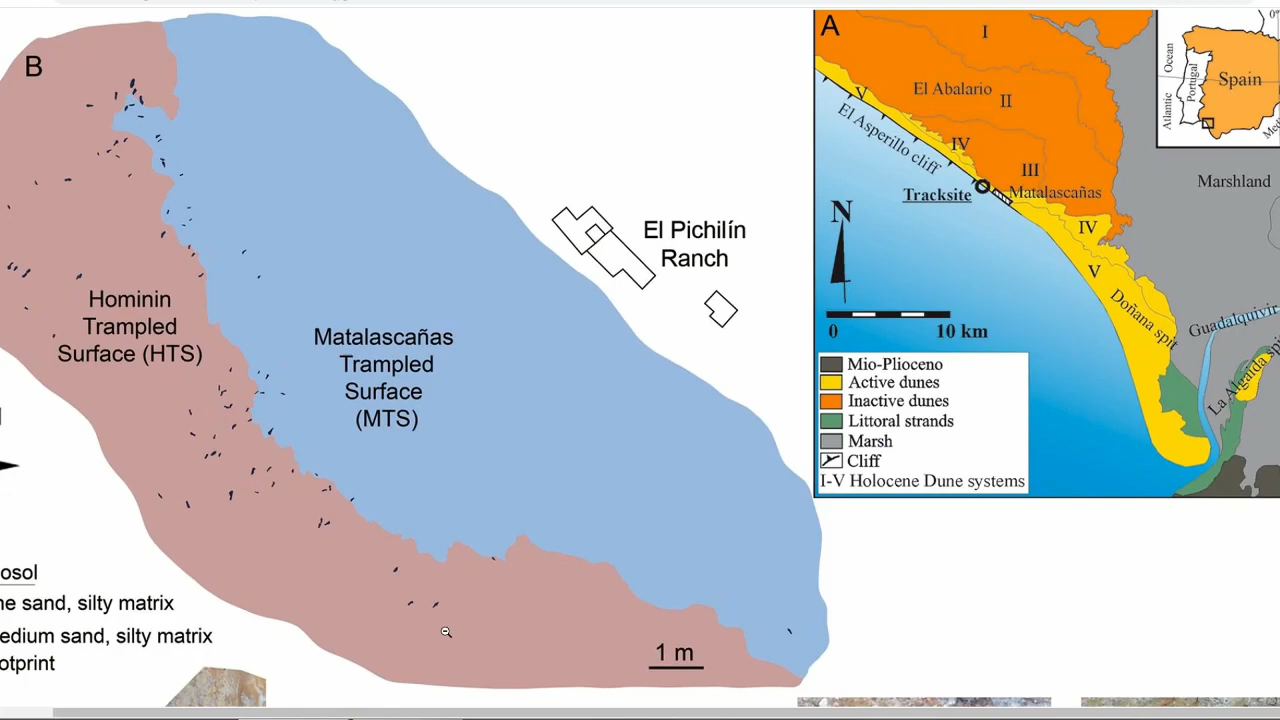 B
Hominin
Trampled
Surface (HTS)
Matalascañas
Trampled
Surface
(MTS)
El Pichilín
Ranch
1 m
osol
ne sand, silty matrix
edium sand, silty matrix
otprint
A
I
El Abalario
II
V
El Asperillo cliff
IV
III
Tracksite
Matalascañas
IV
V
Doñana spit
Marshland
Guadalquivir
La Algaida spi
N
0 10 km
Mio-Plioceno
Active dunes
Inactive dunes
Littoral strands
Marsh
Cliff
I-V Holocene Dune systems
0°
Atlantic Ocean
Portugal
Spain
Med